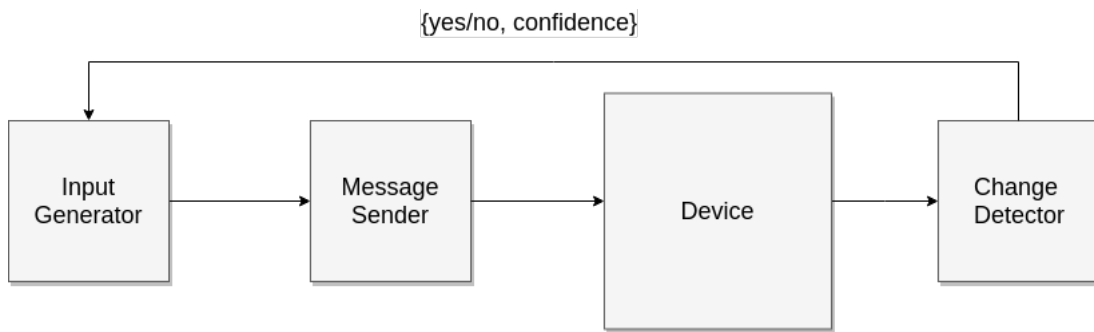 {yes/no, confidence}
Input
Generator
Message
Sender
Device
Change
Detector